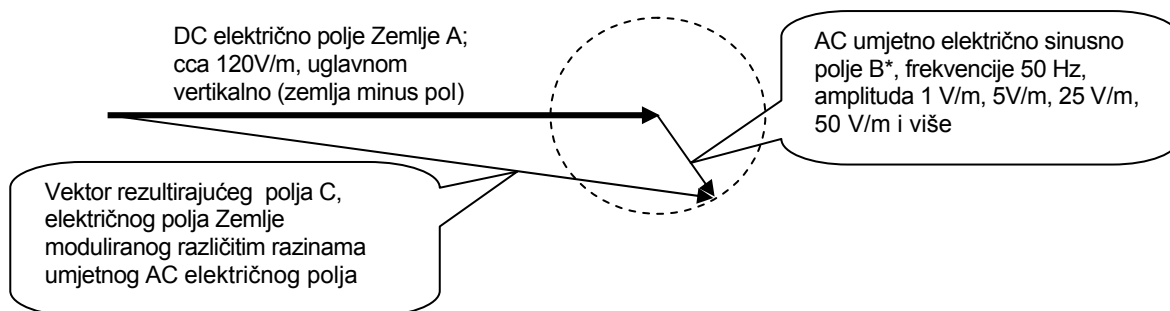 DC električno polje Zemlje A;
cca 120V/m, uglavnom
vertikalno (zemlja minus pol)
AC umjetno električno sinusno
polje B*, frekvencije 50 Hz,
amplituda 1 V/m, 5V/m, 25 V/m,
50 V/m i više
Vektor rezultirajućeg polja C,
električnog polja Zemlje
moduliranog različitim razinama
umjetnog AC električnog polja